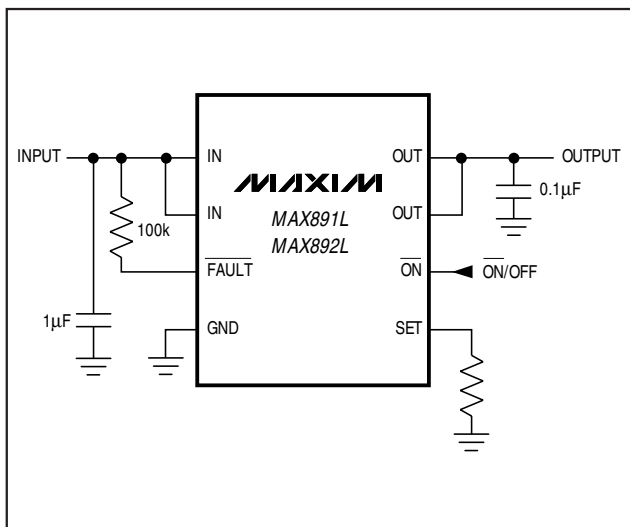 INPUT
IN
OUT
OUTPUT
MAXIM
0.1µF
IN
MAX891L
OUT
MAX892L
100k
FAULT
ON
ON/OFF
1µF
GND
SET